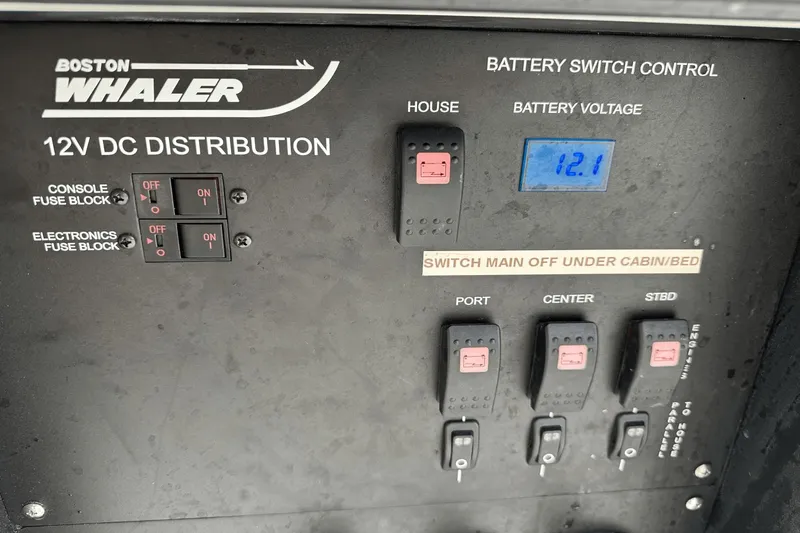 BOSTON
WHALER
12V DC DISTRIBUTION
CONSOLE
FUSE BLOCK
OFF
ON
ELECTRONICS
FUSE BLOCK
OFF
ON
BATTERY SWITCH CONTROL
HOUSE
BATTERY VOLTAGE
12.1
SWITCH MAIN OFF UNDER CABIN/BED
PORT
CENTER
STBD
PARALLEL
TO HOUSE